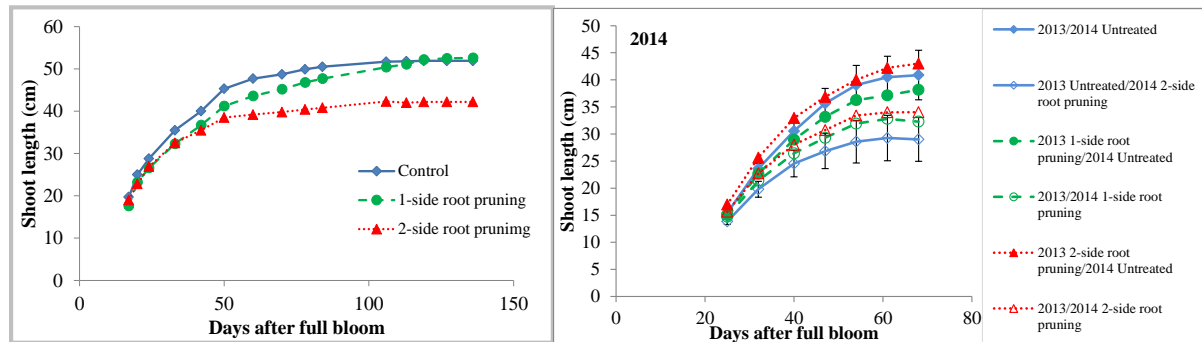 60
50
40
30
20
10
0
Shoot length (cm)
Control
1-side root pruning
2-side root prunimg
0
50
100
150
Days after full bloom
2014
50
45
40
35
30
25
20
15
10
5
0
Shoot length (cm)
0
20
40
60
80
Days after full bloom
2013/2014 Untreated
2013 Untreated/2014 2-side
root pruning
2013 1-side root
pruning/2014 Untreated
2013/2014 1-side root
pruning
2013 2-side root
pruning/2014 Untreated
2013/2014 2-side root
pruning